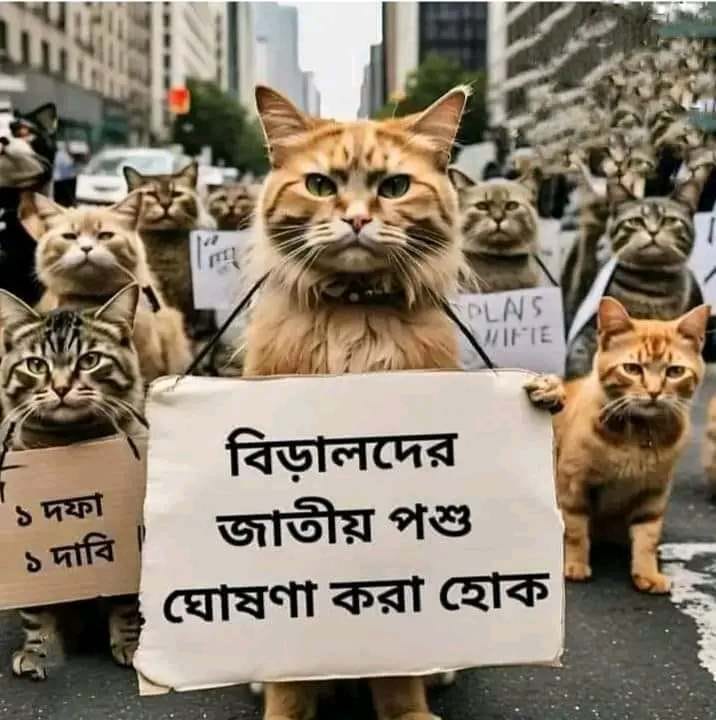 বিড়ালদের
জাতীয় পশু
ঘোষণা করা হোক
১ দফা
১ দাবি